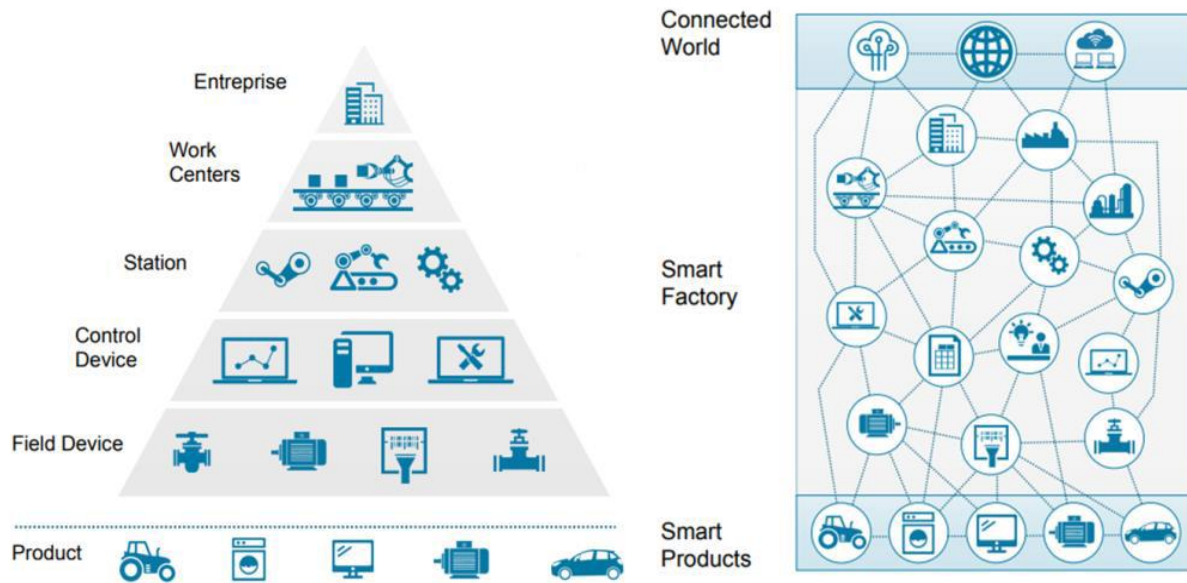 Entreprise
Work
Centers
Station
Control
Device
Field Device
Product
Connected
World
Smart
Factory
Smart
Products